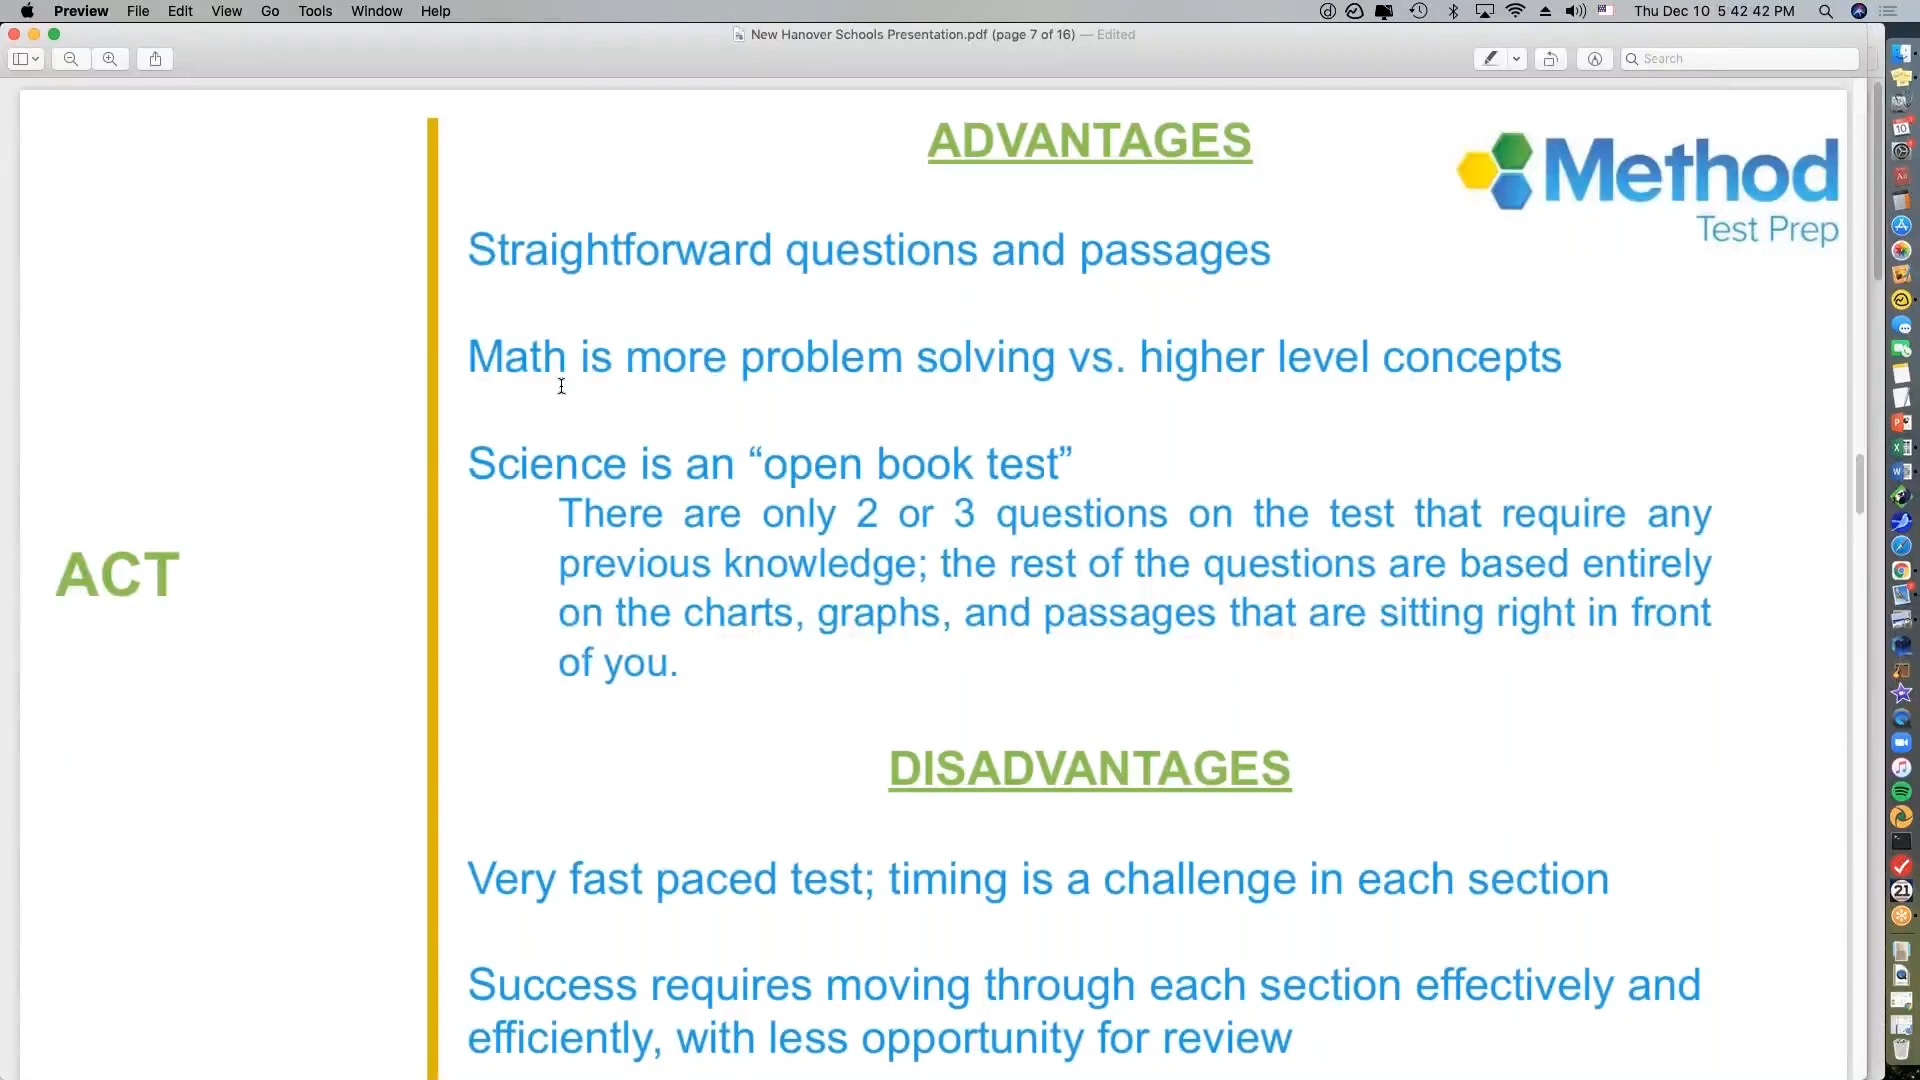 Preview File Edit View Go Tools Window Help
Thu Dec 10 5:42:42 PM
New Hanover Schools Presentation.pdf (page 7 of 16) — Edited
Search
ADVANTAGES
Method
Test Prep
Straightforward questions and passages
Math is more problem solving vs. higher level concepts
Science is an “open book test”
There are only 2 or 3 questions on the test that require any
previous knowledge; the rest of the questions are based entirely
on the charts, graphs, and passages that are sitting right in front
of you.
ACT
DISADVANTAGES
Very fast paced test; timing is a challenge in each section
Success requires moving through each section effectively and
efficiently, with less opportunity for review
10
21